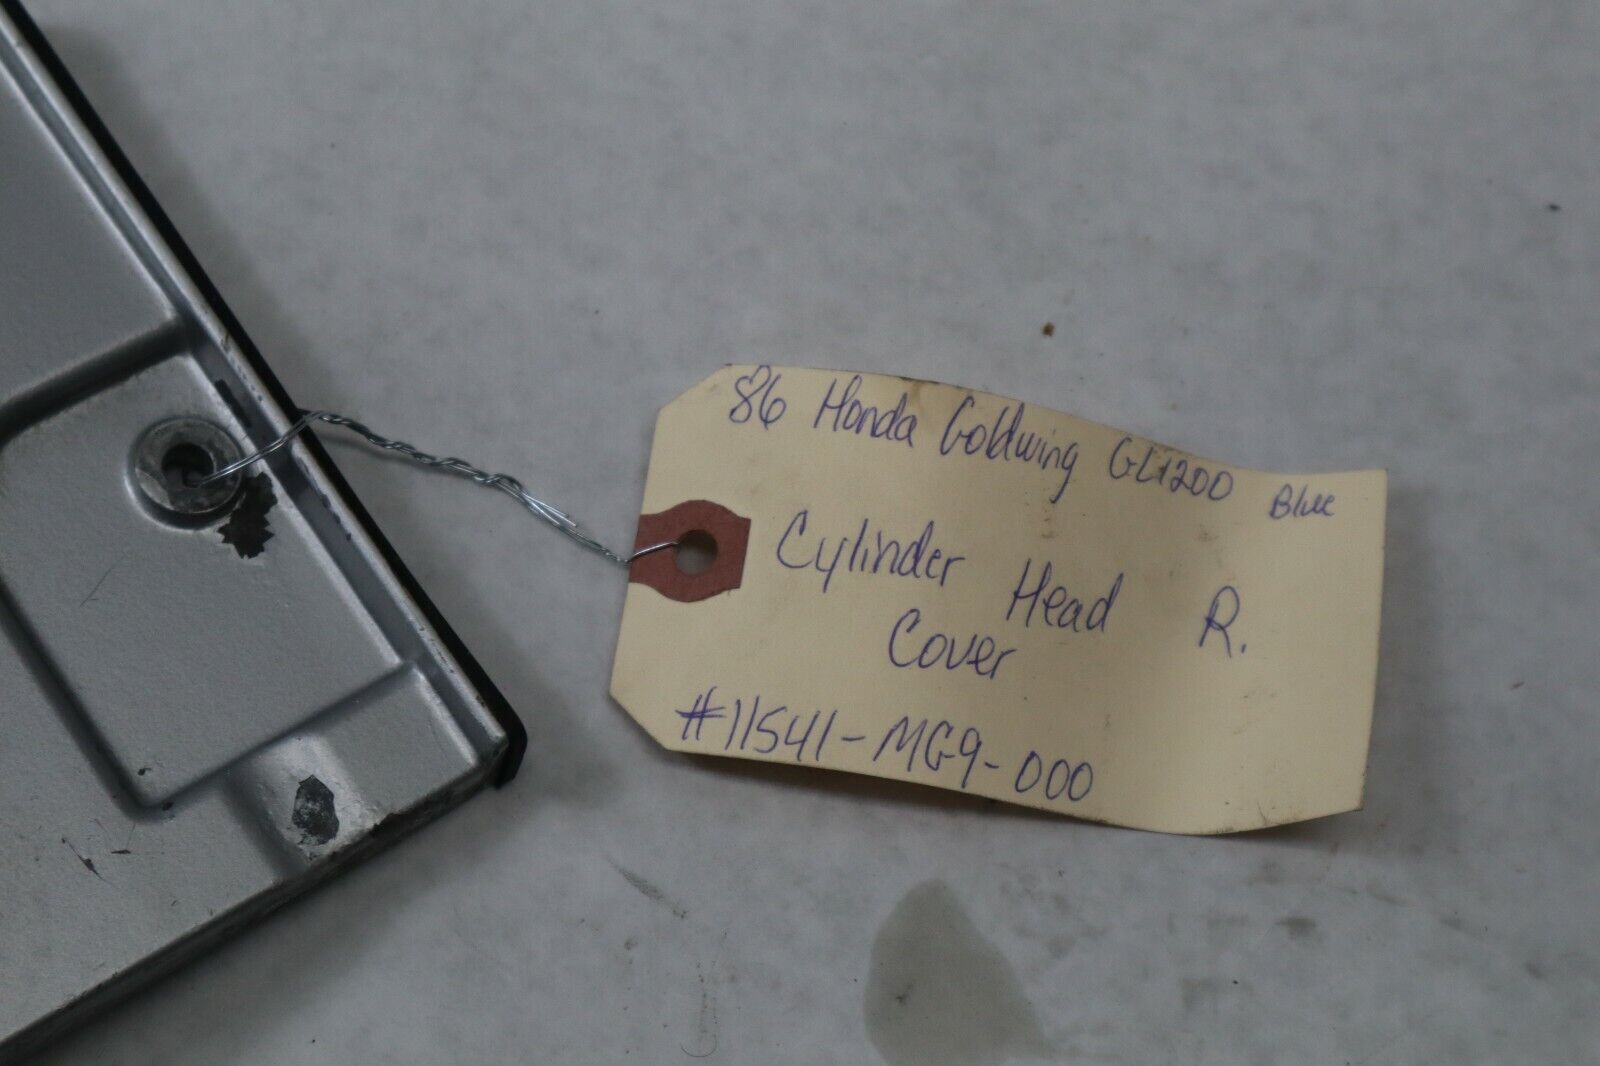 86 Honda Goldwing GL1200 Blue
Cylinder Head R.
Cover
#11541-MG9-000